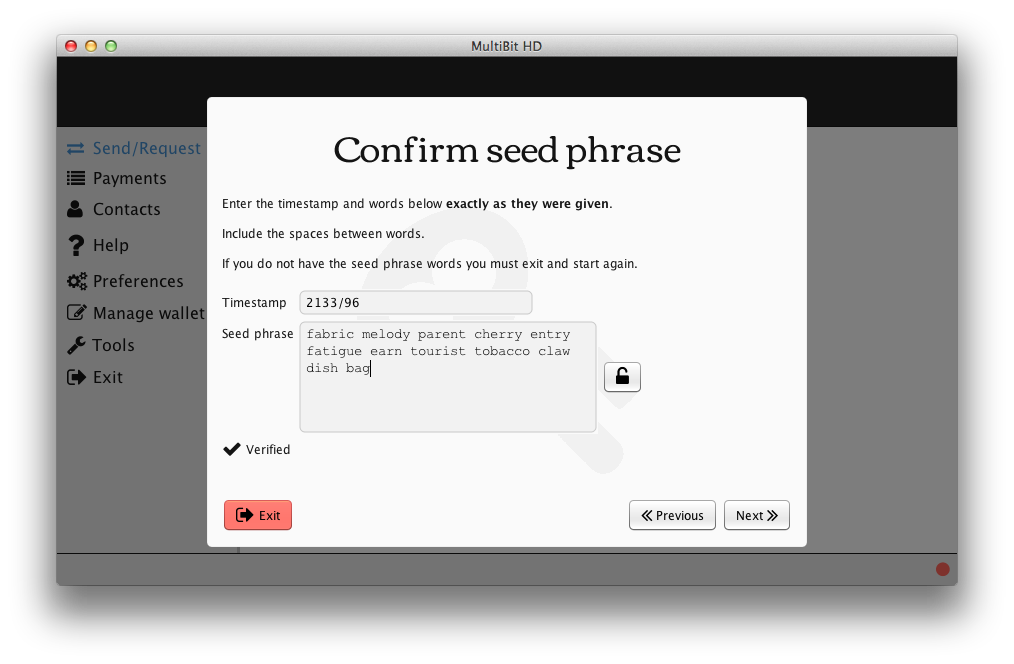 MultiBit HD
Send/Request
Payments
Contacts
Help
Preferences
Manage wallet
Tools
Exit
Confirm seed phrase
Enter the timestamp and words below exactly as they were given.
Include the spaces between words.
If you do not have the seed phrase words you must exit and start again.
Timestamp 2133/96
Seed phrase fabric melody parent cherry entry
fatigue earn tourist tobacco claw
dish bag
Verified
Exit Previous Next